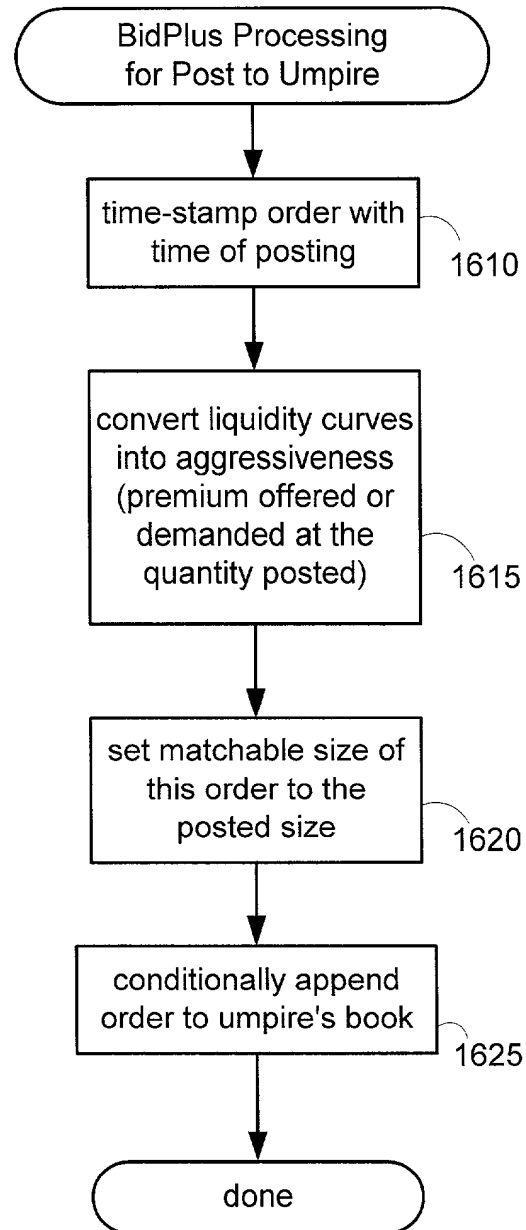 BidPlus Processing
for Post to Umpire
time-stamp order with
time of posting
1610
convert liquidity curves
into aggressiveness
(premium offered or
demanded at the
quantity posted)
1615
set matchable size of
this order to the
posted size
1620
conditionally append
order to umpire's book
1625
done